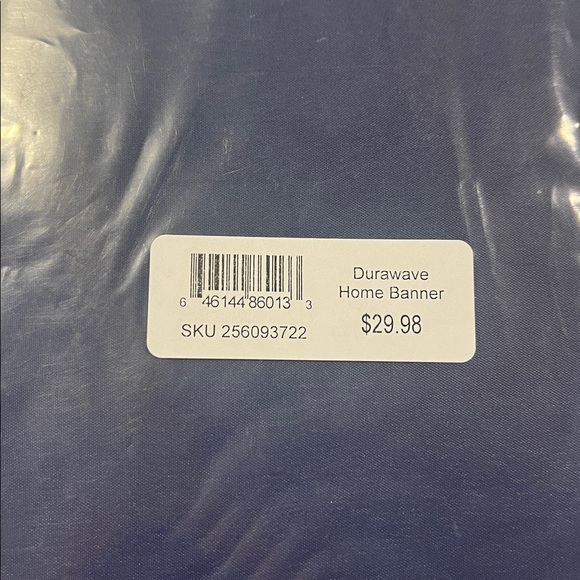 6 46144 86013 3
SKU 256093722
Durawave
Home Banner
$29.98